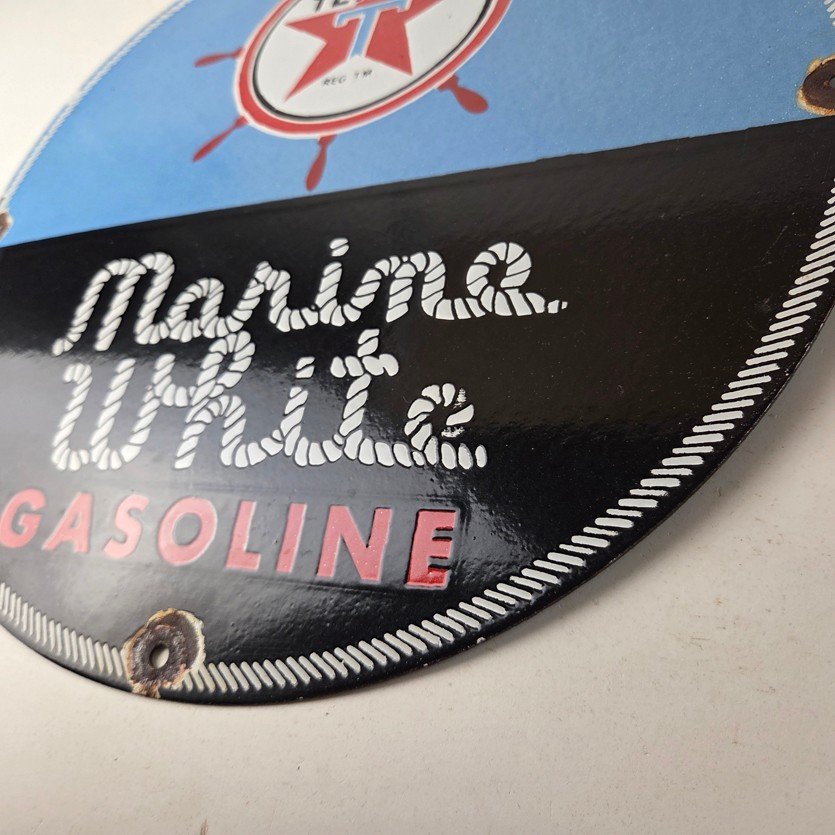 T
REG TM
Marine
White
GASOLINE